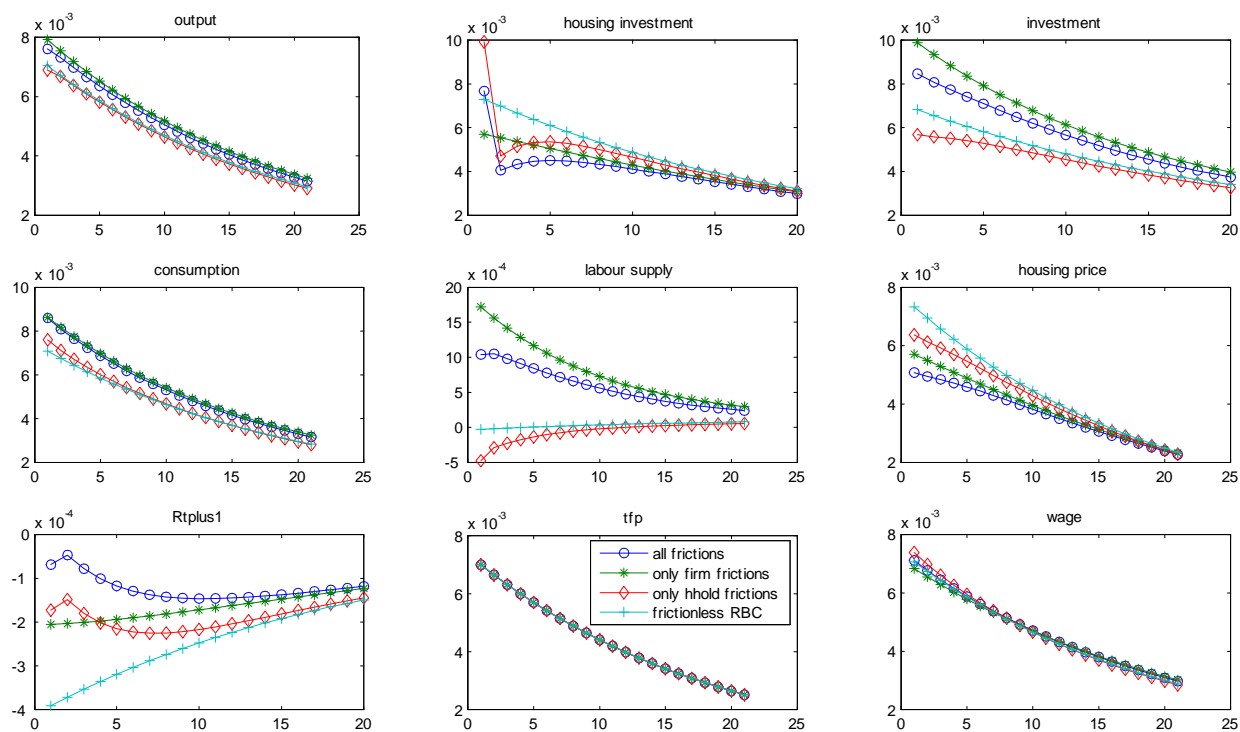 output
x 10-3
8
6
4
2
0 5 10 15 20 25
housing investment
x 10-3
10
8
6
4
2
0 5 10 15 20
investment
x 10-3
10
8
6
4
2
0 5 10 15 20
consumption
x 10-3
10
8
6
4
2
0 5 10 15 20 25
labour supply
x 10-4
20
15
10
5
0
-5
0 5 10 15 20 25
housing price
x 10-3
8
6
4
2
0 5 10 15 20 25
Rtplus1
x 10-4
0
-1
-2
-3
-4
0 5 10 15 20
tfp
x 10-3
8
6
4
2
0 5 10 15 20 25
all frictions
only firm frictions
only hhold frictions
frictionless RBC
wage
x 10-3
8
6
4
2
0 5 10 15 20 25